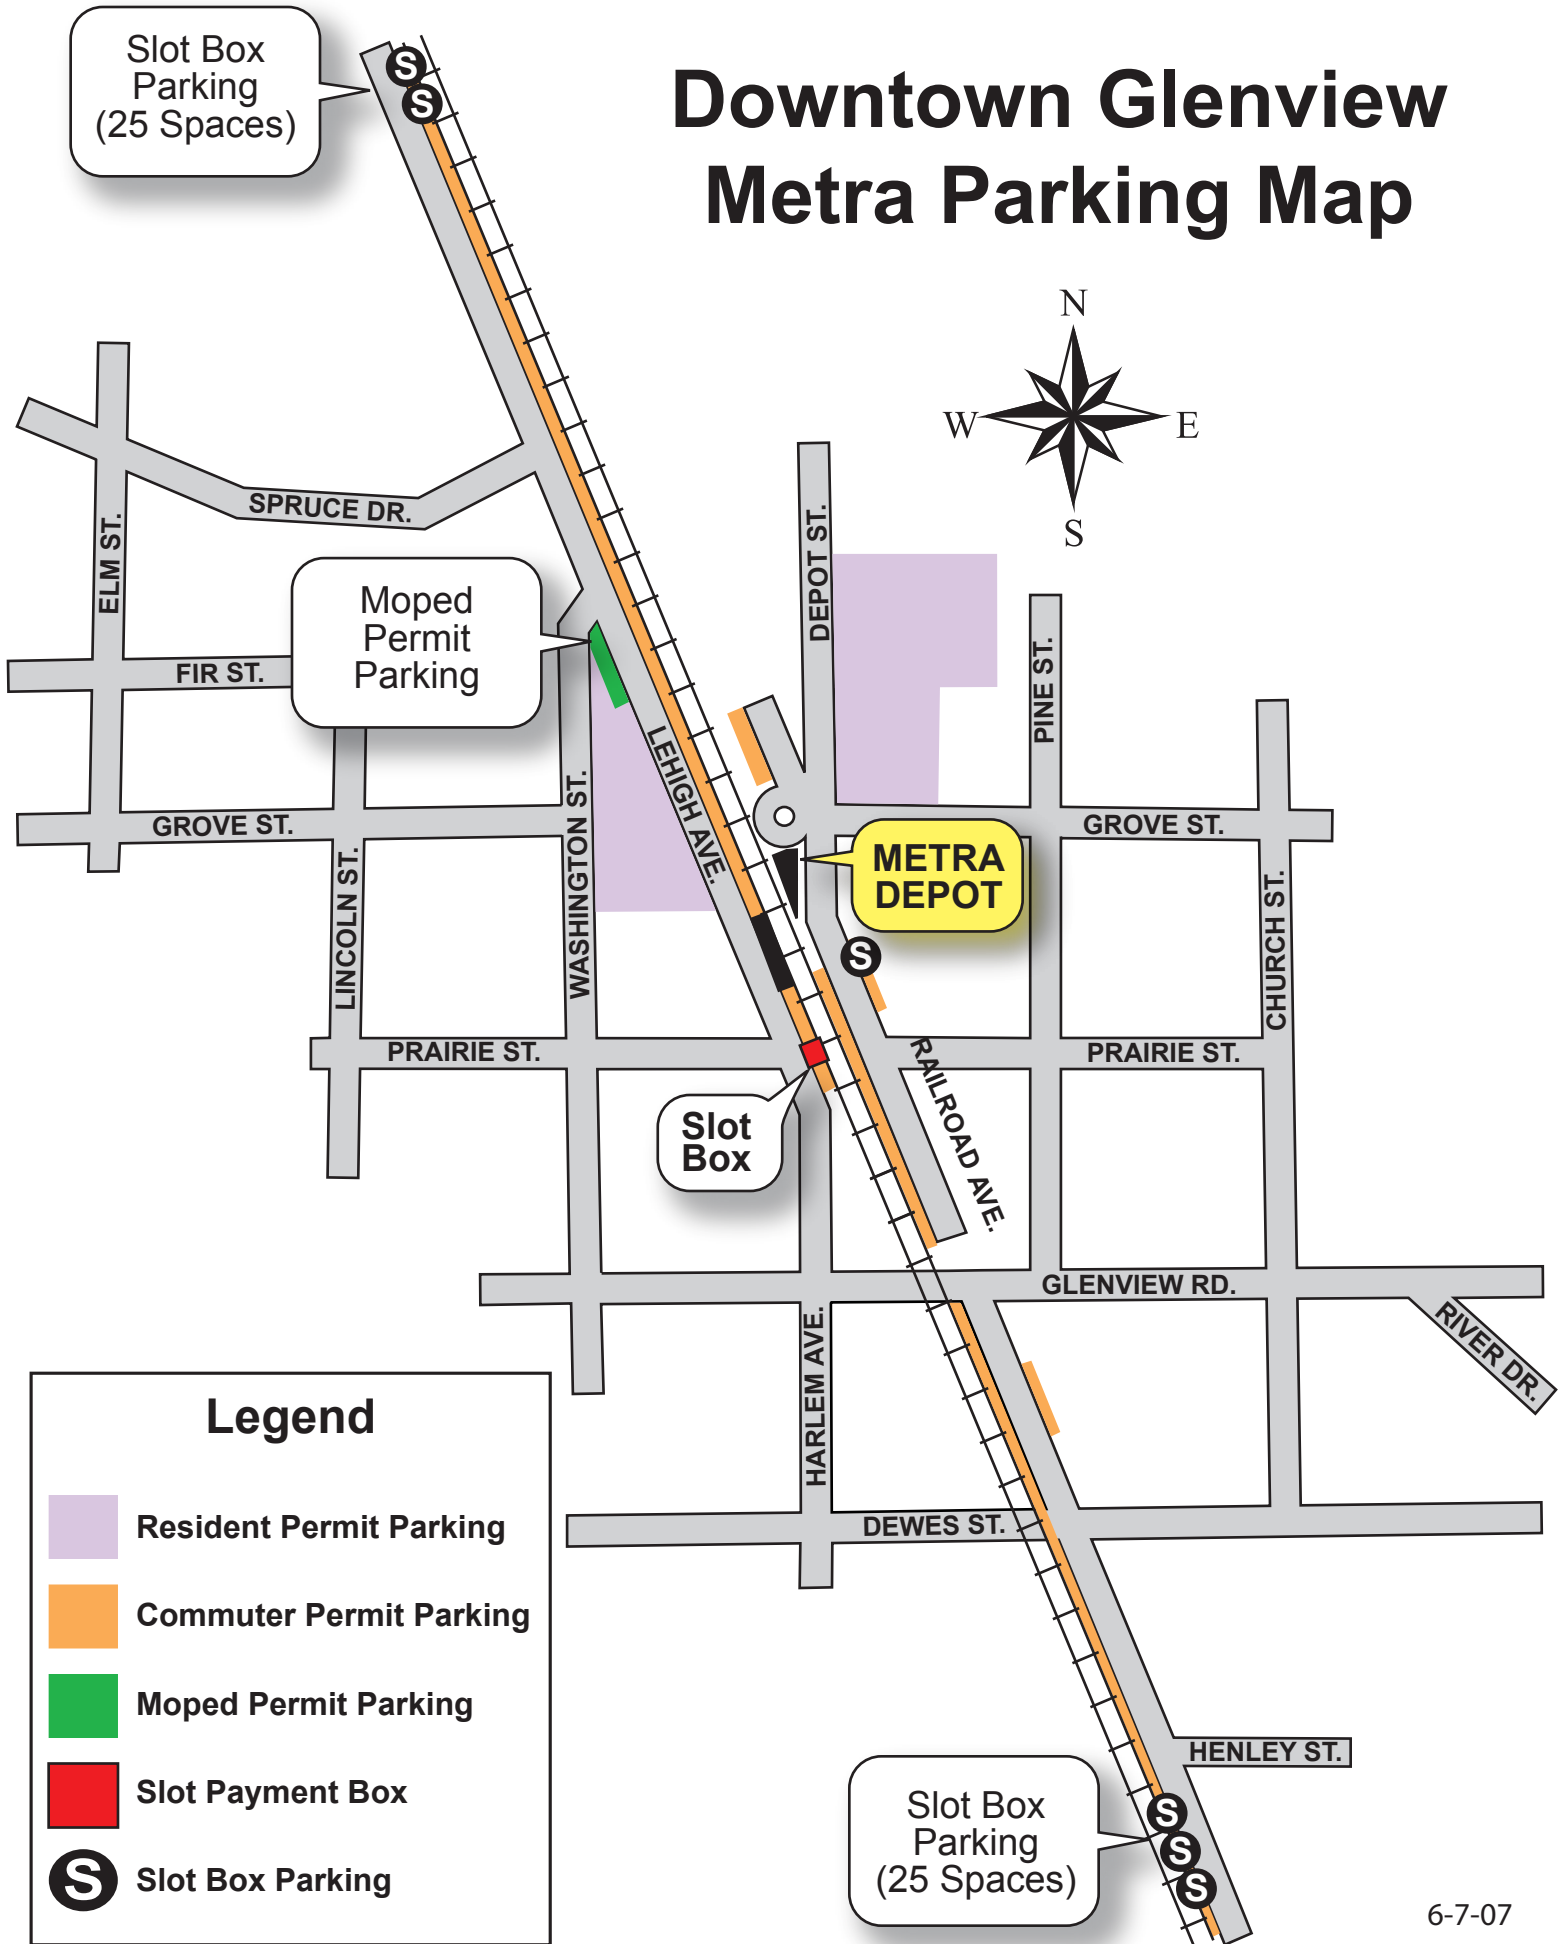 Downtown Glenview
Metra Parking Map
Slot Box
Parking
(25 Spaces)
S
S
N
W
E
S
SPRUCE DR.
ELM ST.
DEPOT ST.
Moped
Permit
Parking
FIR ST.
PINE ST.
LEHIGH AVE.
GROVE ST.
GROVE ST.
WASHINGTON ST.
METRA
DEPOT
LINCOLN ST.
CHURCH ST.
S
PRAIRIE ST.
PRAIRIE ST.
RAILROAD AVE.
Slot
Box
GLENVIEW RD.
RIVER DR.
HARLEM AVE.
DEWES ST.
HENLEY ST.
Slot Box
Parking
(25 Spaces)
S
S
S
Legend
Resident Permit Parking
Commuter Permit Parking
Moped Permit Parking
Slot Payment Box
S Slot Box Parking
6-7-07